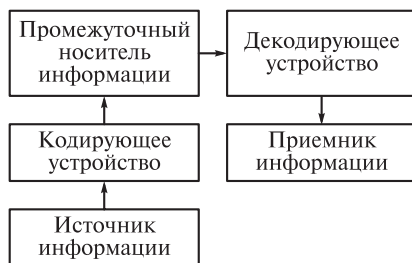 Промежуточный
носитель
информации
Декодирующее
устройство
Кодирующее
устройство
Приемник
информации
Источник
информации